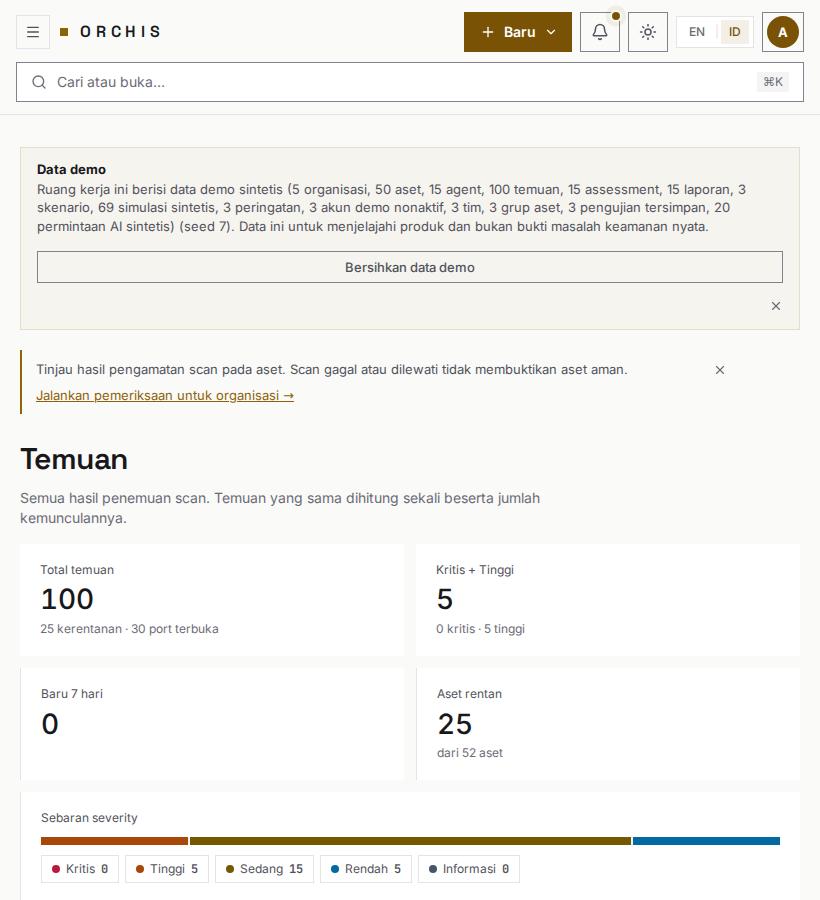 ORCHIS
Baru
EN
ID
A
Cari atau buka...
⌘K
Data demo
Ruang kerja ini berisi data demo sintetis (5 organisasi, 50 aset, 15 agent, 100 temuan, 15 assessment, 15 laporan, 3
skenario, 69 simulasi sintetis, 3 peringatan, 3 akun demo nonaktif, 3 tim, 3 grup aset, 3 pengujian tersimpan, 20
permintaan AI sintetis) (seed 7). Data ini untuk menjelajahi produk dan bukan bukti masalah keamanan nyata.
Bersihkan data demo
Tinjau hasil pengamatan scan pada aset. Scan gagal atau dilewati tidak membuktikan aset aman.
Jalankan pemeriksaan untuk organisasi →
Temuan
Semua hasil penemuan scan. Temuan yang sama dihitung sekali beserta jumlah
kemunculannya.
Total temuan
100
25 kerentanan · 30 port terbuka
Kritis + Tinggi
5
0 kritis · 5 tinggi
Baru 7 hari
0
Aset rentan
25
dari 52 aset
Sebaran severity
Kritis 0
Tinggi 5
Sedang 15
Rendah 5
Informasi 0